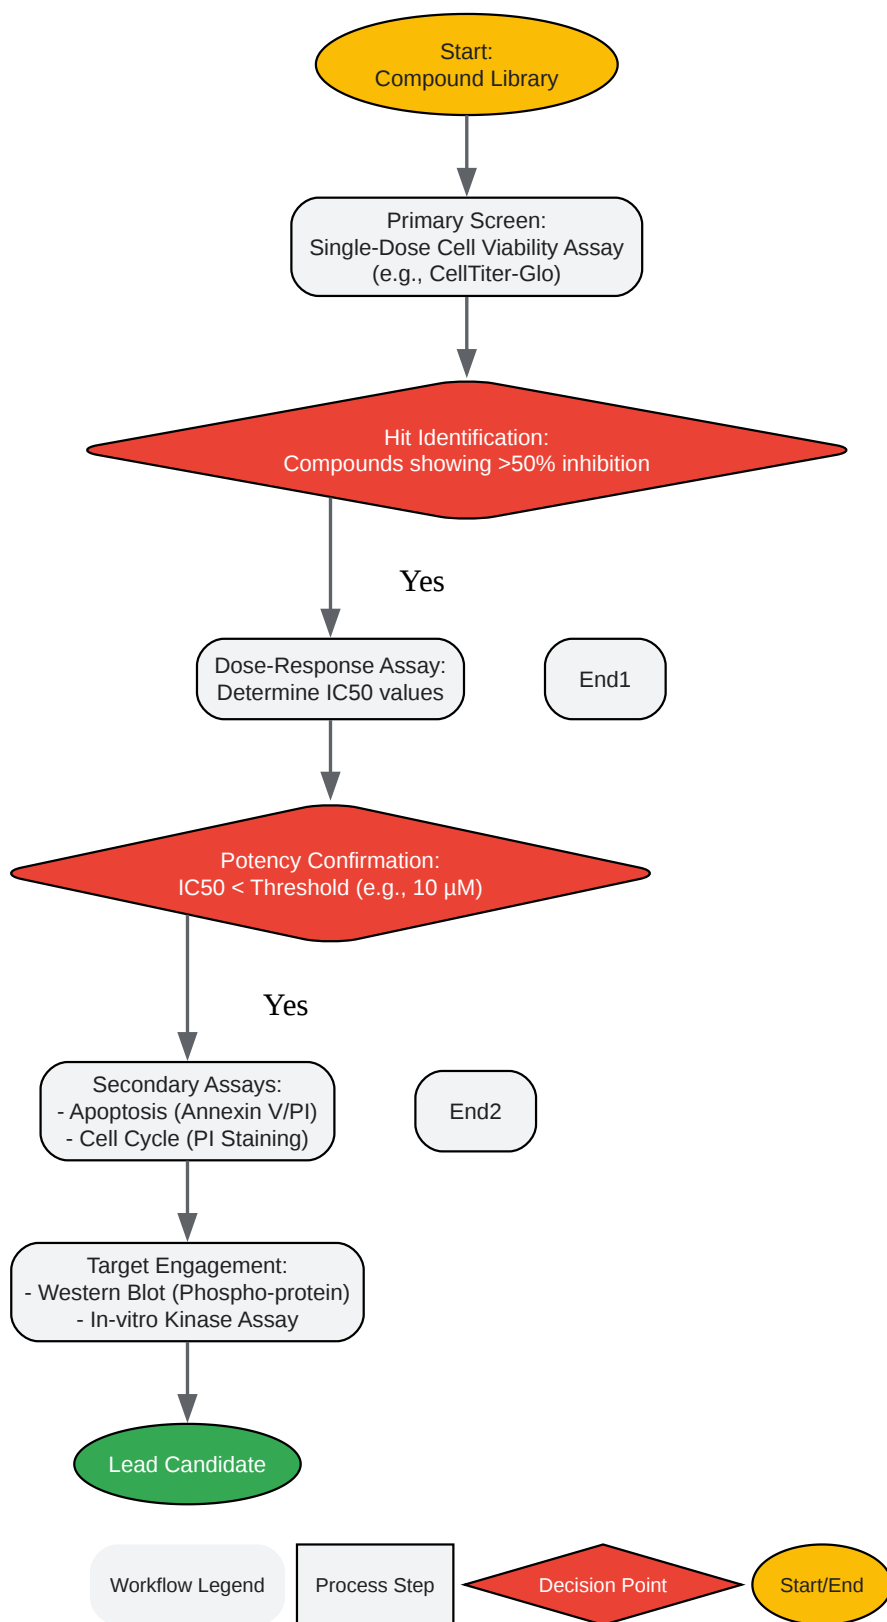 Start:
Compound Library
Primary Screen:
Single-Dose Cell Viability Assay
(e.g., CellTiter-Glo)
Hit Identification:
Compounds showing >50% inhibition
Yes
Dose-Response Assay:
Determine IC50 values
End1
Potency Confirmation:
IC50 < Threshold (e.g., 10 µM)
Yes
Secondary Assays:
- Apoptosis (Annexin V/PI)
- Cell Cycle (PI Staining)
End2
Target Engagement:
- Western Blot (Phospho-protein)
- In-vitro Kinase Assay
Lead Candidate
Workflow Legend
Process Step
Decision Point
Start/End